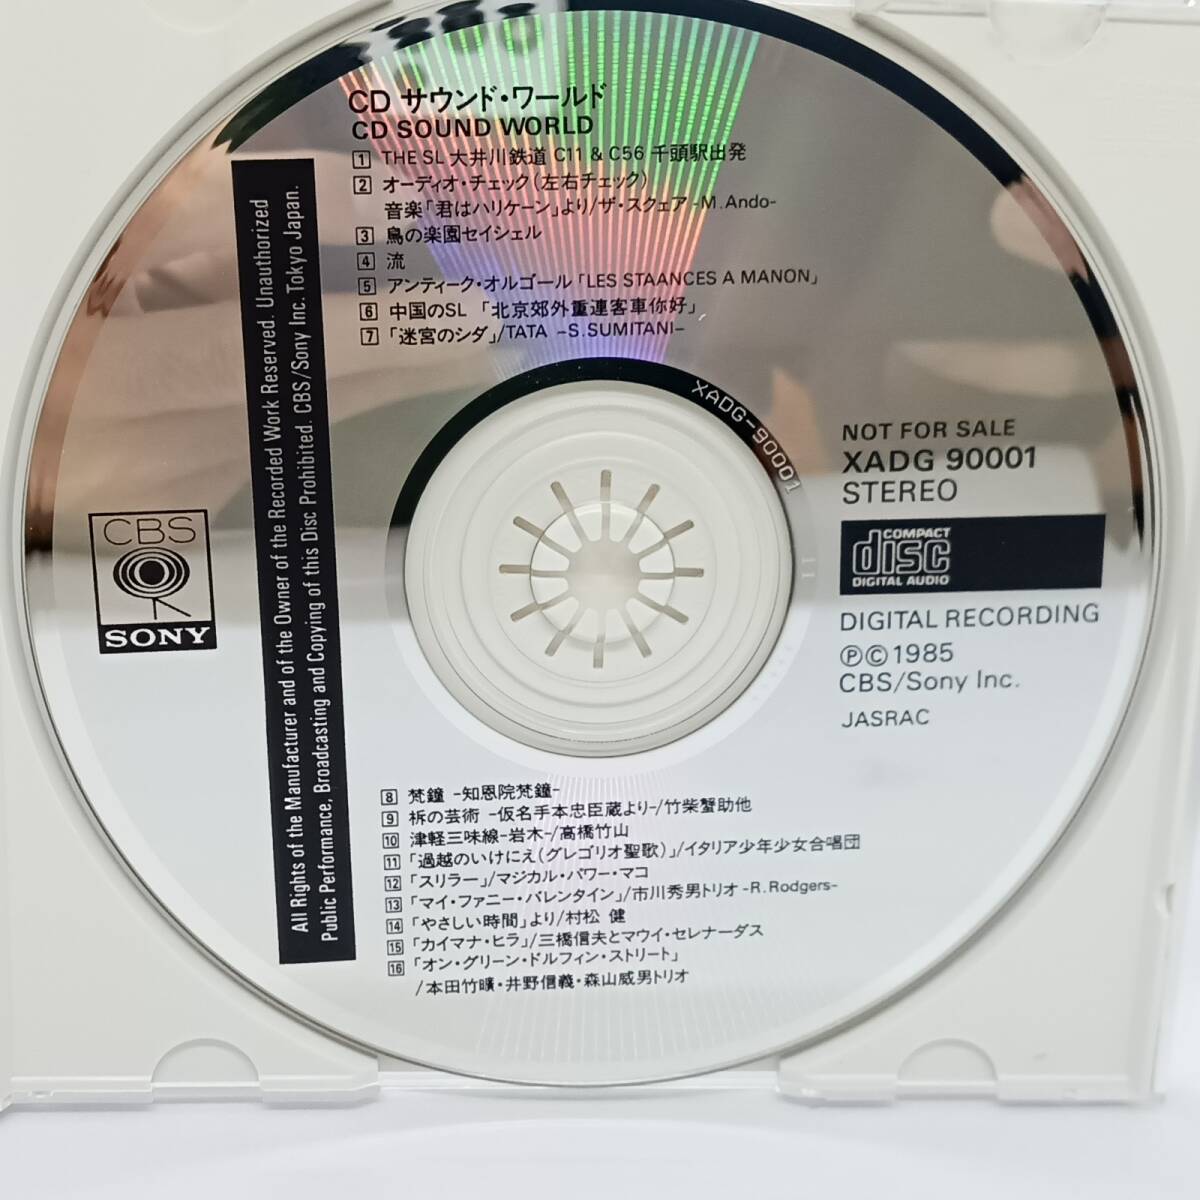 CD サウンド・ワールド
CD SOUND WORLD
1 THE SL 大井川鉄道 C11 & C56 千頭駅出発
2 オーディオ・チェック(左右チェック)
音楽「君はハリケーン」より/ザ・スクェア -M.Ando-
3 鳥の楽園セイシェル
4 流
5 アンティーク・オルゴール「LES STAANCES A MANON」
6 中国のSL 「北京郊外重連客車你好」
7 「迷宮のシダ」/TATA -S.SUMITANI-
All Rights of the Manufacturer and of the Owner of the Recorded Work Reserved. Unauthorized
Public Performance, Broadcasting and Copying of this Disc Prohibited. CBS/Sony Inc. Tokyo Japan.
CBS
SONY
XADG-90001
11
NOT FOR SALE
XADG 90001
STEREO
COMPACT
disc
DIGITAL AUDIO
DIGITAL RECORDING
℗©1985
CBS/Sony Inc.
JASRAC
8 梵鐘 -知恩院梵鐘-
9 柝の芸術 -仮名手本忠臣蔵より-/竹柴蟹助他
10 津軽三味線-岩木-/高橋竹山
11 「過越のいけにえ(グレゴリオ聖歌)」/イタリア少年少女合唱団
12 「スリラー」/マジカル・パワー・マコ
13 「マイ・ファニー・バレンタイン」/市川秀男トリオ -R.Rodgers-
14 「やさしい時間」より/村松 健
15 「カイマナ・ヒラ」/三橋信夫とマウイ・セレナーダス
16 「オン・グリーン・ドルフィン・ストリート」
/本田竹曠・井野信義・森山威男トリオ